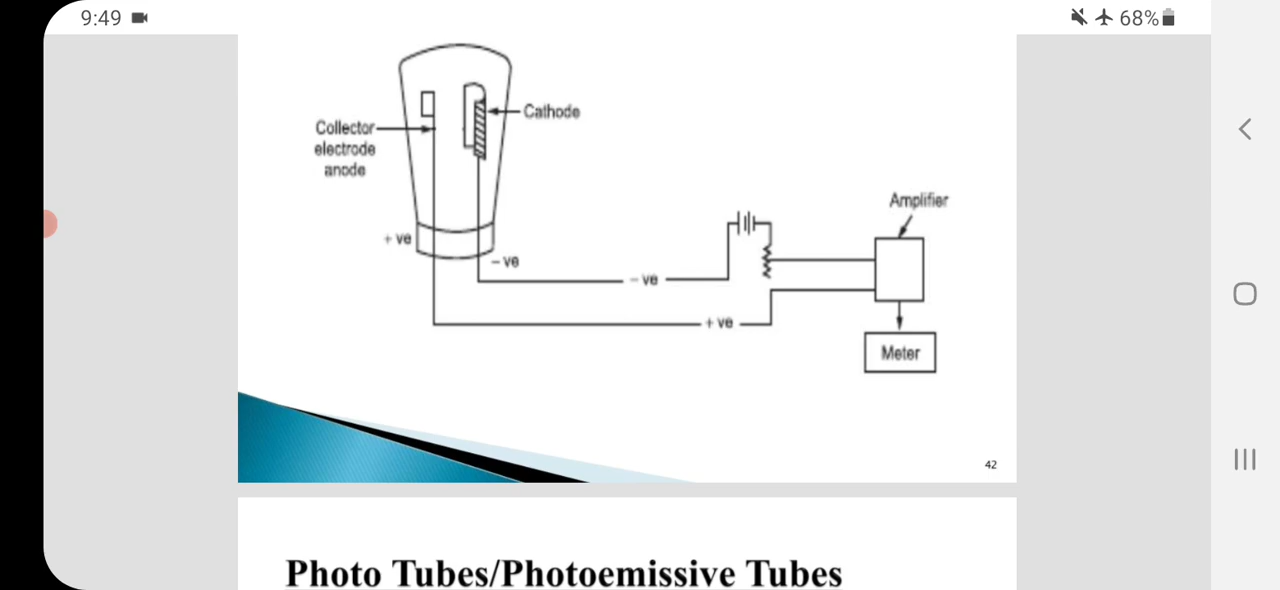 9:49
68%
Cathode
Collector
electrode
anode
Amplifier
+ ve
- ve
- ve
+ ve
Meter
42
Photo Tubes/Photoemissive Tubes